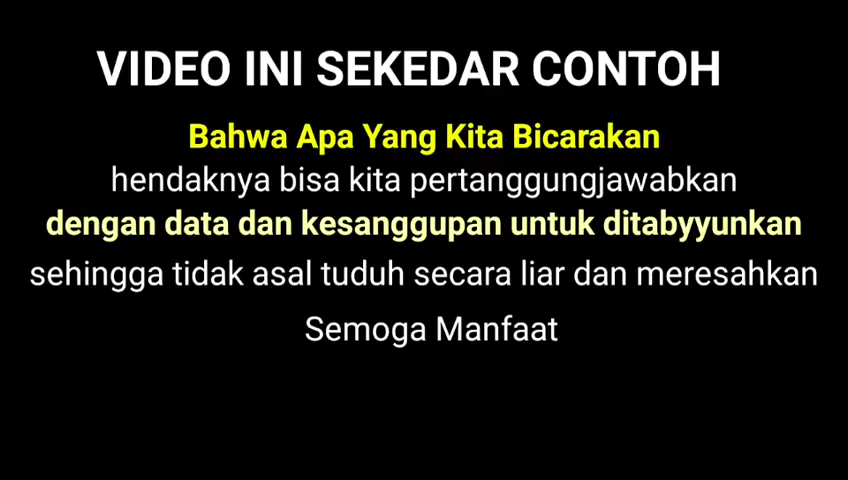 VIDEO INI SEKEDAR CONTOH
Bahwa Apa Yang Kita Bicarakan
hendaknya bisa kita pertanggungjawabkan
dengan data dan kesanggupan untuk ditabyyunkan
sehingga tidak asal tuduh secara liar dan meresahkan
Semoga Manfaat